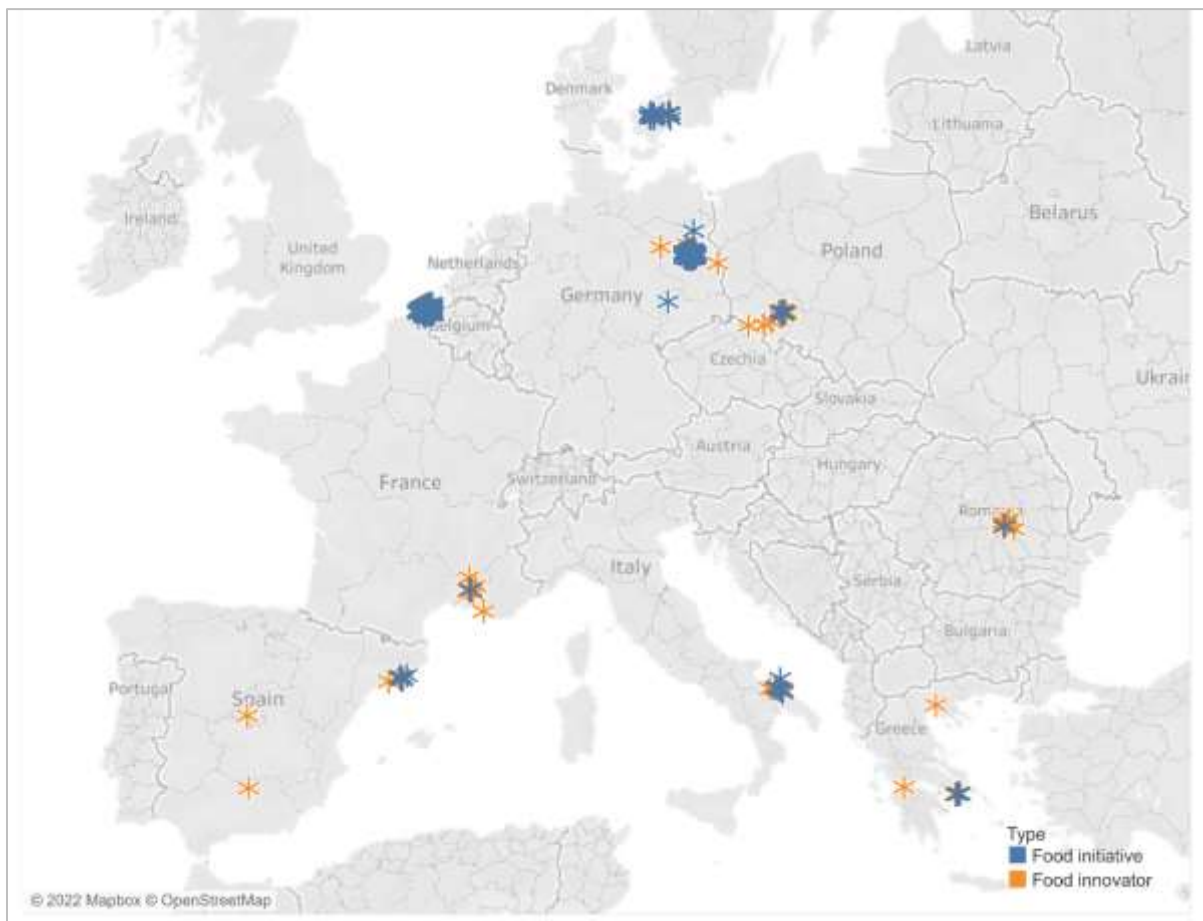 Latvia
Denmark
Lithuania
Ireland
Belarus
United
Kingdom
Netherlands
Poland
Germany
Belgium
Czechia
Ukrain
Slovakia
Austria
Hungary
France
Switzerland
Romania
Italy
Serbia
Bulgaria
Portugal
Spain
Greece
Type
Food initiative
Food innovator
© 2022 Mapbox © OpenStreetMap